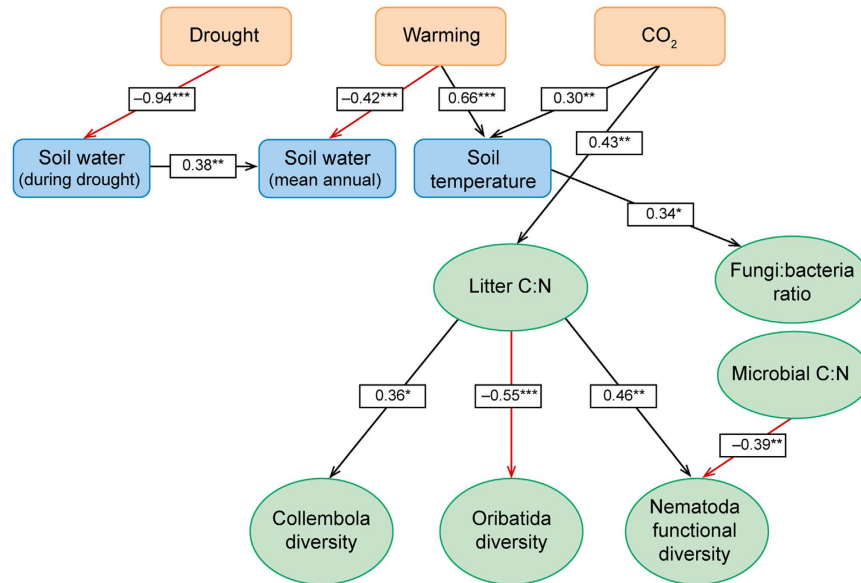 Drought
Warming
CO₂
–0.94***
–0.42***
0.66***
0.30**
0.43**
Soil water
(during drought)
0.38**
Soil water
(mean annual)
Soil
temperature
0.34*
Litter C:N
Fungi:bacteria
ratio
Microbial C:N
0.36*
–0.55***
0.46**
–0.39**
Collembola
diversity
Oribatida
diversity
Nematoda
functional
diversity